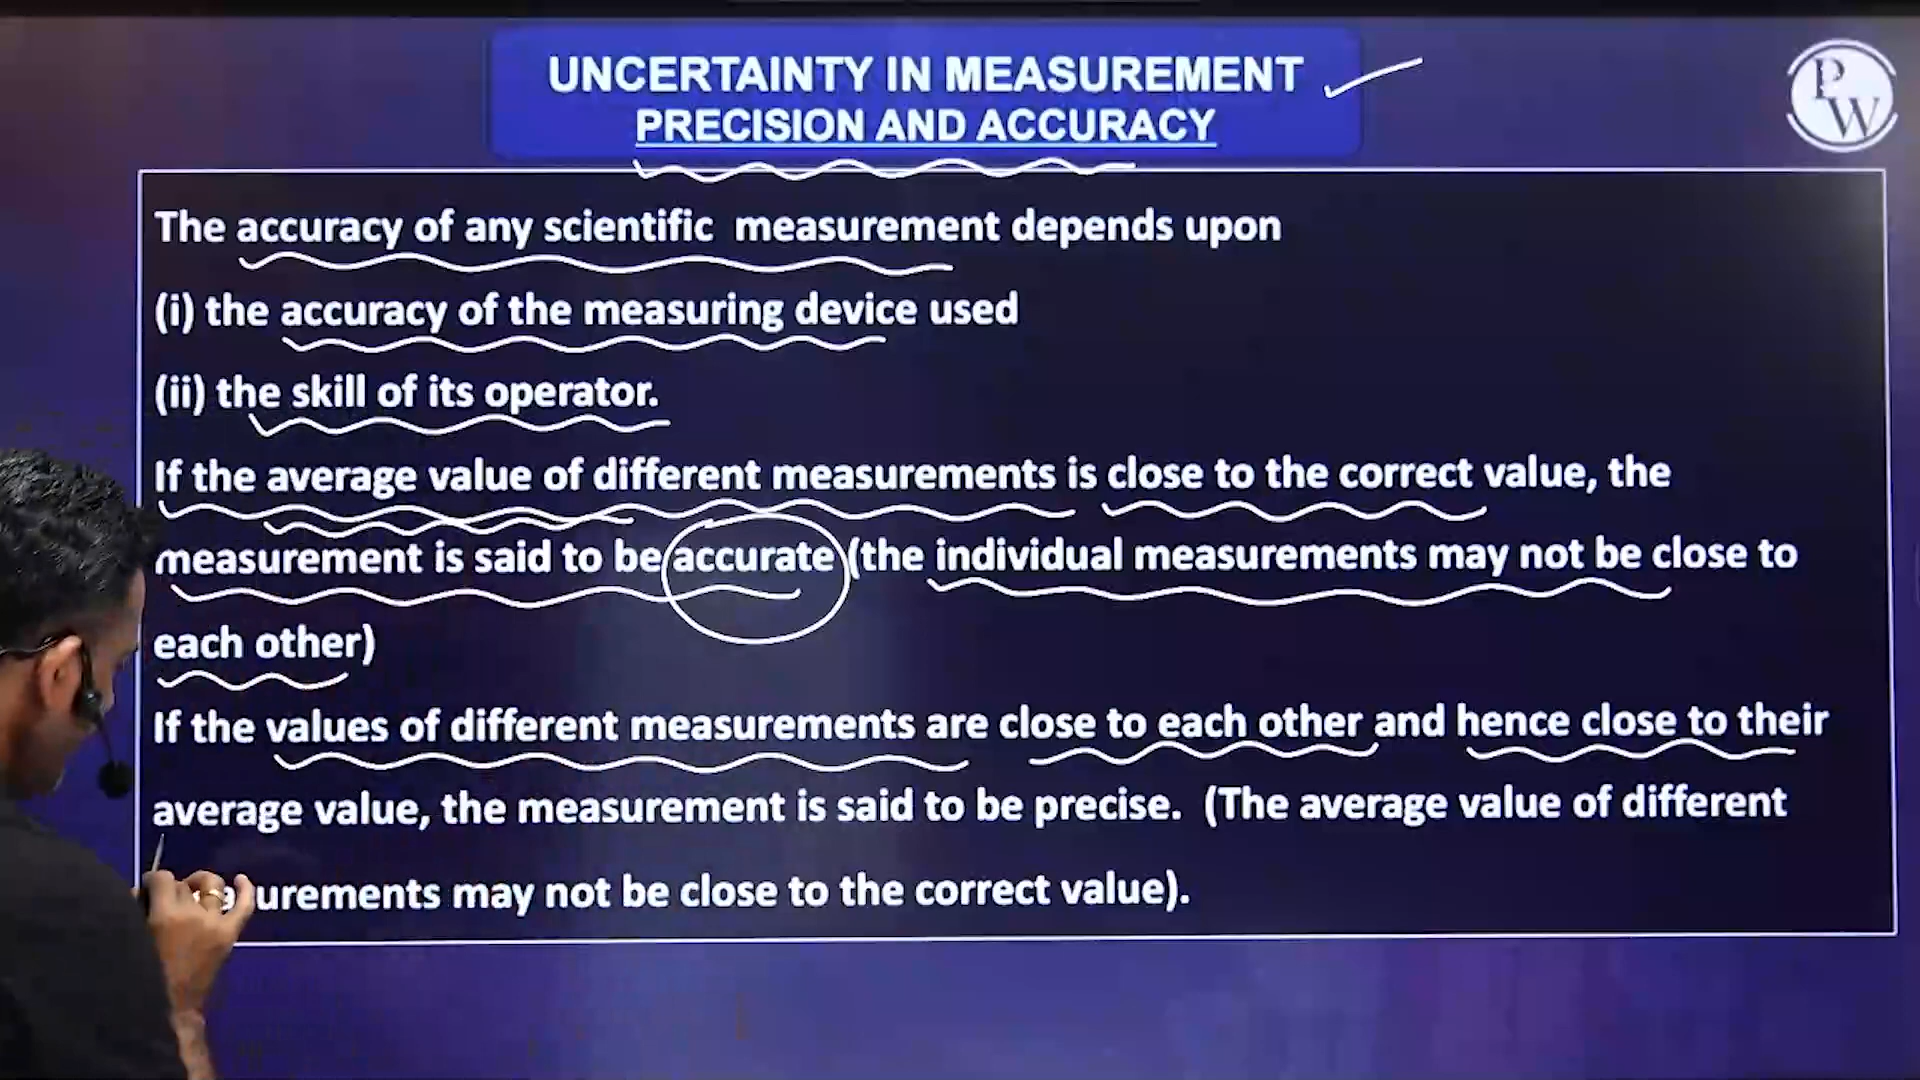 UNCERTAINTY IN MEASUREMENT
PRECISION AND ACCURACY
PW
The accuracy of any scientific measurement depends upon
(i) the accuracy of the measuring device used
(ii) the skill of its operator.
If the average value of different measurements is close to the correct value, the
measurement is said to be accurate (the individual measurements may not be close to
each other)
If the values of different measurements are close to each other and hence close to their
average value, the measurement is said to be precise. (The average value of different
urements may not be close to the correct value).